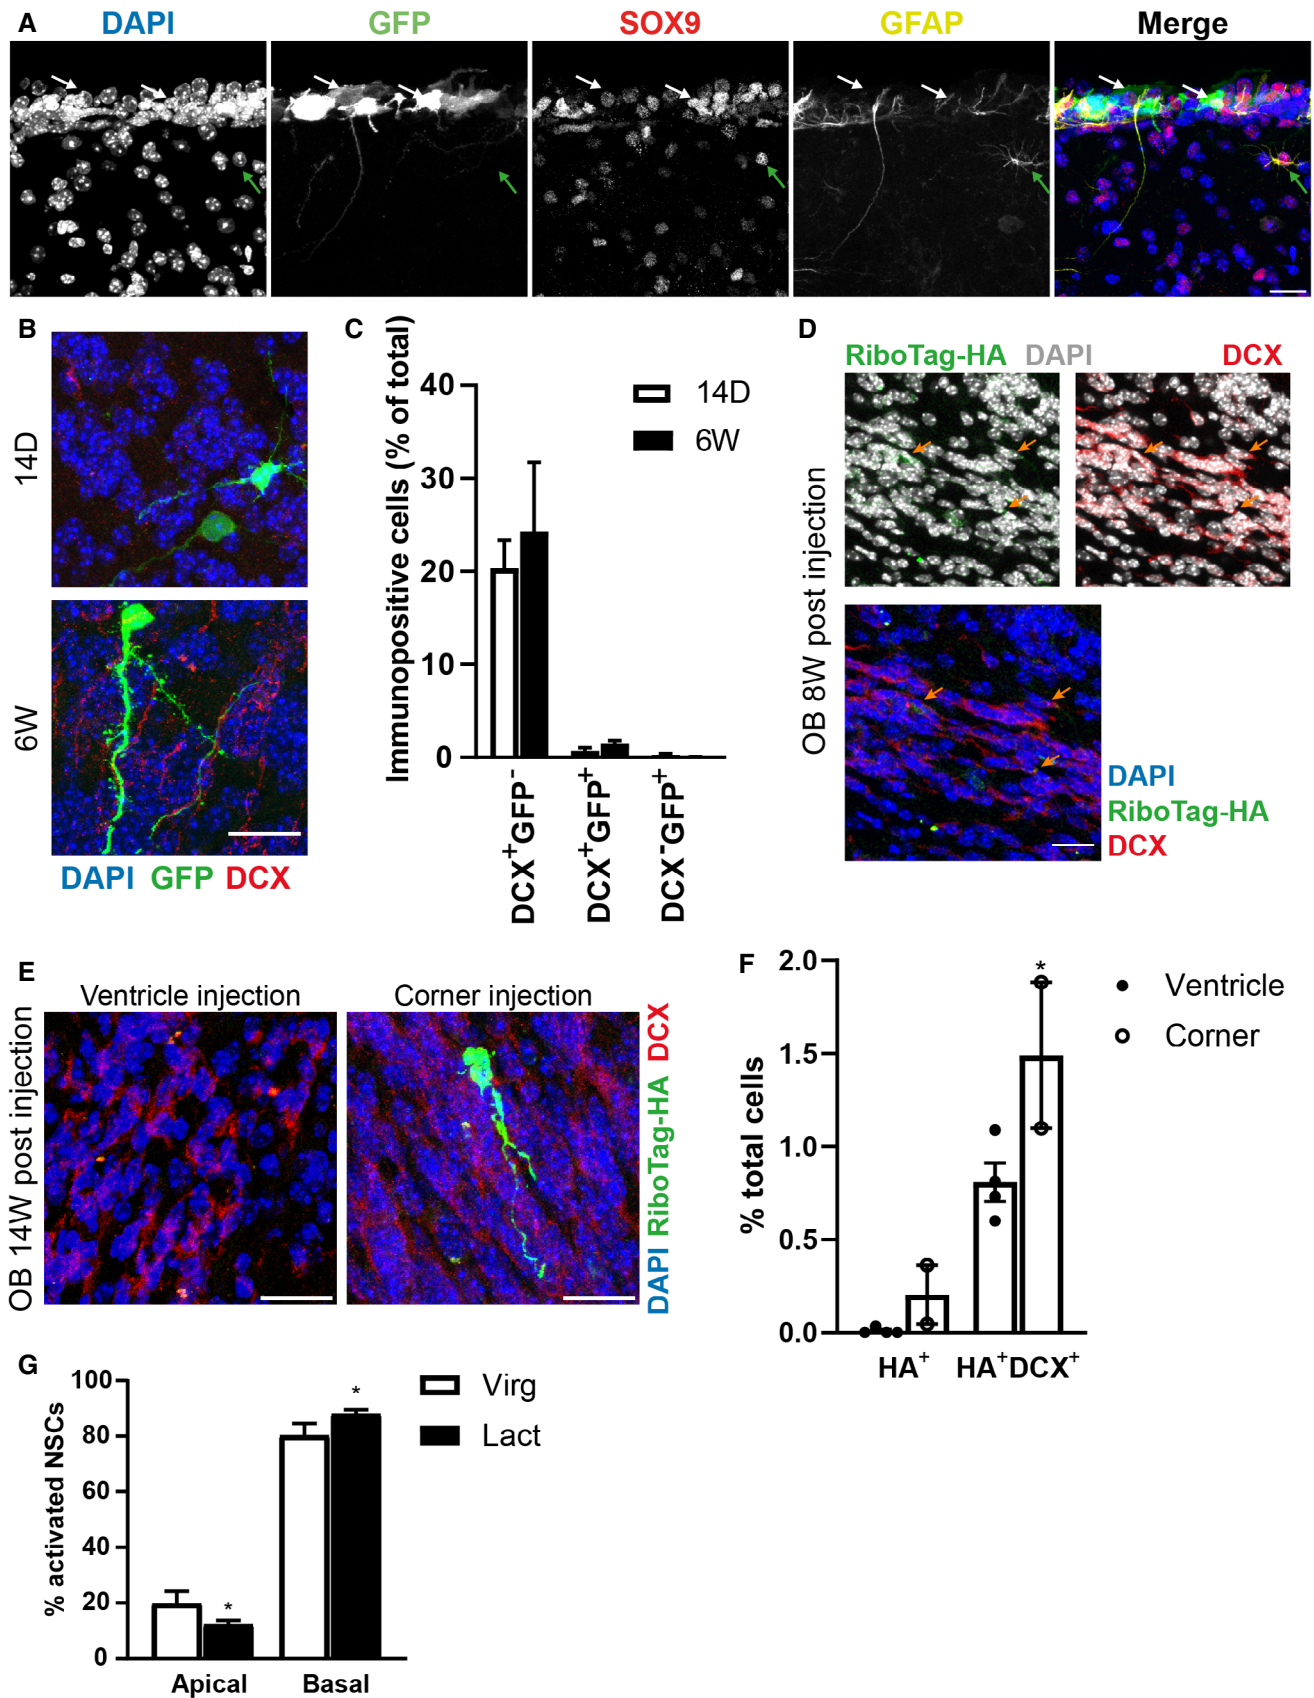 A
DAPI GFP SOX9 GFAP Merge
B
14D
6W
DAPI GFP DCX
C
Immunopositive cells (% of total)
40
30
20
10
0
14D
6W
DCX+GFP-
DCX+GFP+
DCX-GFP+
D
RiboTag-HA DAPI DCX
OB 8W post injection
DAPI
RiboTag-HA
DCX
E
Ventricle injection Corner injection
OB 14W post injection
DAPI RiboTag-HA DCX
F
% total cells
2.0
1.5
1.0
0.5
0.0
*
Ventricle
Corner
HA+ HA+DCX+
G
% activated NSCs
100
80
60
40
20
0
* *
Virg
Lact
Apical Basal